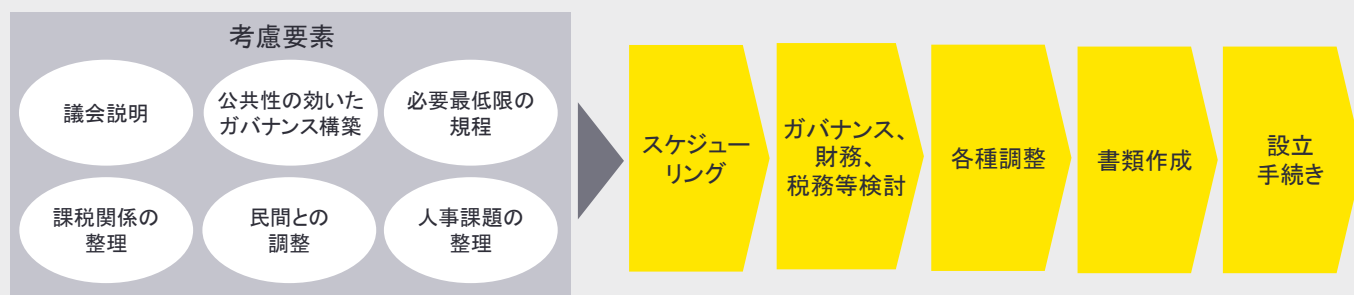 考慮要素
議会説明
公共性の効いた
ガバナンス構築
必要最低限の
規程
課税関係の
整理
民間との
調整
人事課題の
整理
スケジュー
リング
ガバナンス、
財務、
税務等検討
各種調整
書類作成
設立
手続き